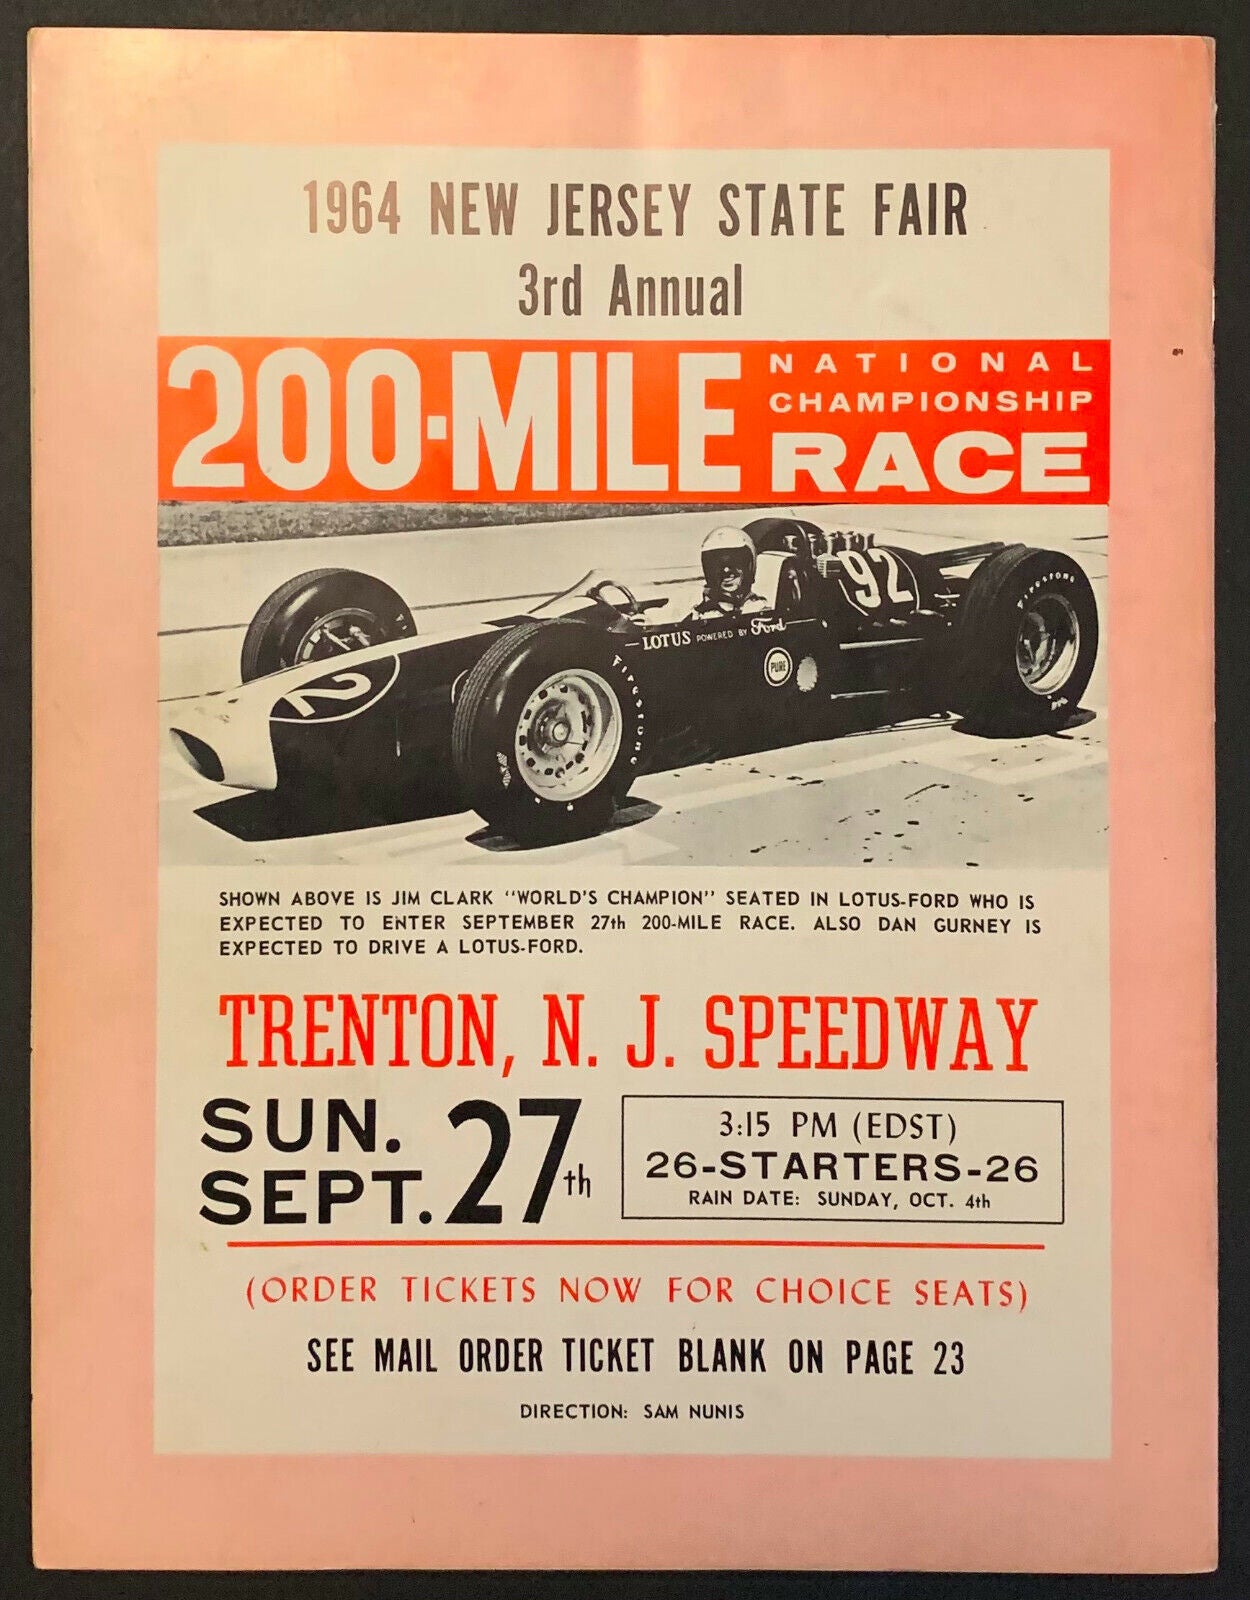 1964 NEW JERSEY STATE FAIR
3rd Annual
200-MILE
NATIONAL
CHAMPIONSHIP
RACE
92
FIRESTONE
LOTUS POWERED BY Ford
PURE
FIRESTONE
2
SHOWN ABOVE IS JIM CLARK "WORLD'S CHAMPION" SEATED IN LOTUS-FORD WHO IS
EXPECTED TO ENTER SEPTEMBER 27th 200-MILE RACE. ALSO DAN GURNEY IS
EXPECTED TO DRIVE A LOTUS-FORD.
TRENTON, N. J. SPEEDWAY
SUN.
SEPT. 27th
3:15 PM (EDST)
26-STARTERS-26
RAIN DATE: SUNDAY, OCT. 4th
(ORDER TICKETS NOW FOR CHOICE SEATS)
SEE MAIL ORDER TICKET BLANK ON PAGE 23
DIRECTION: SAM NUNIS